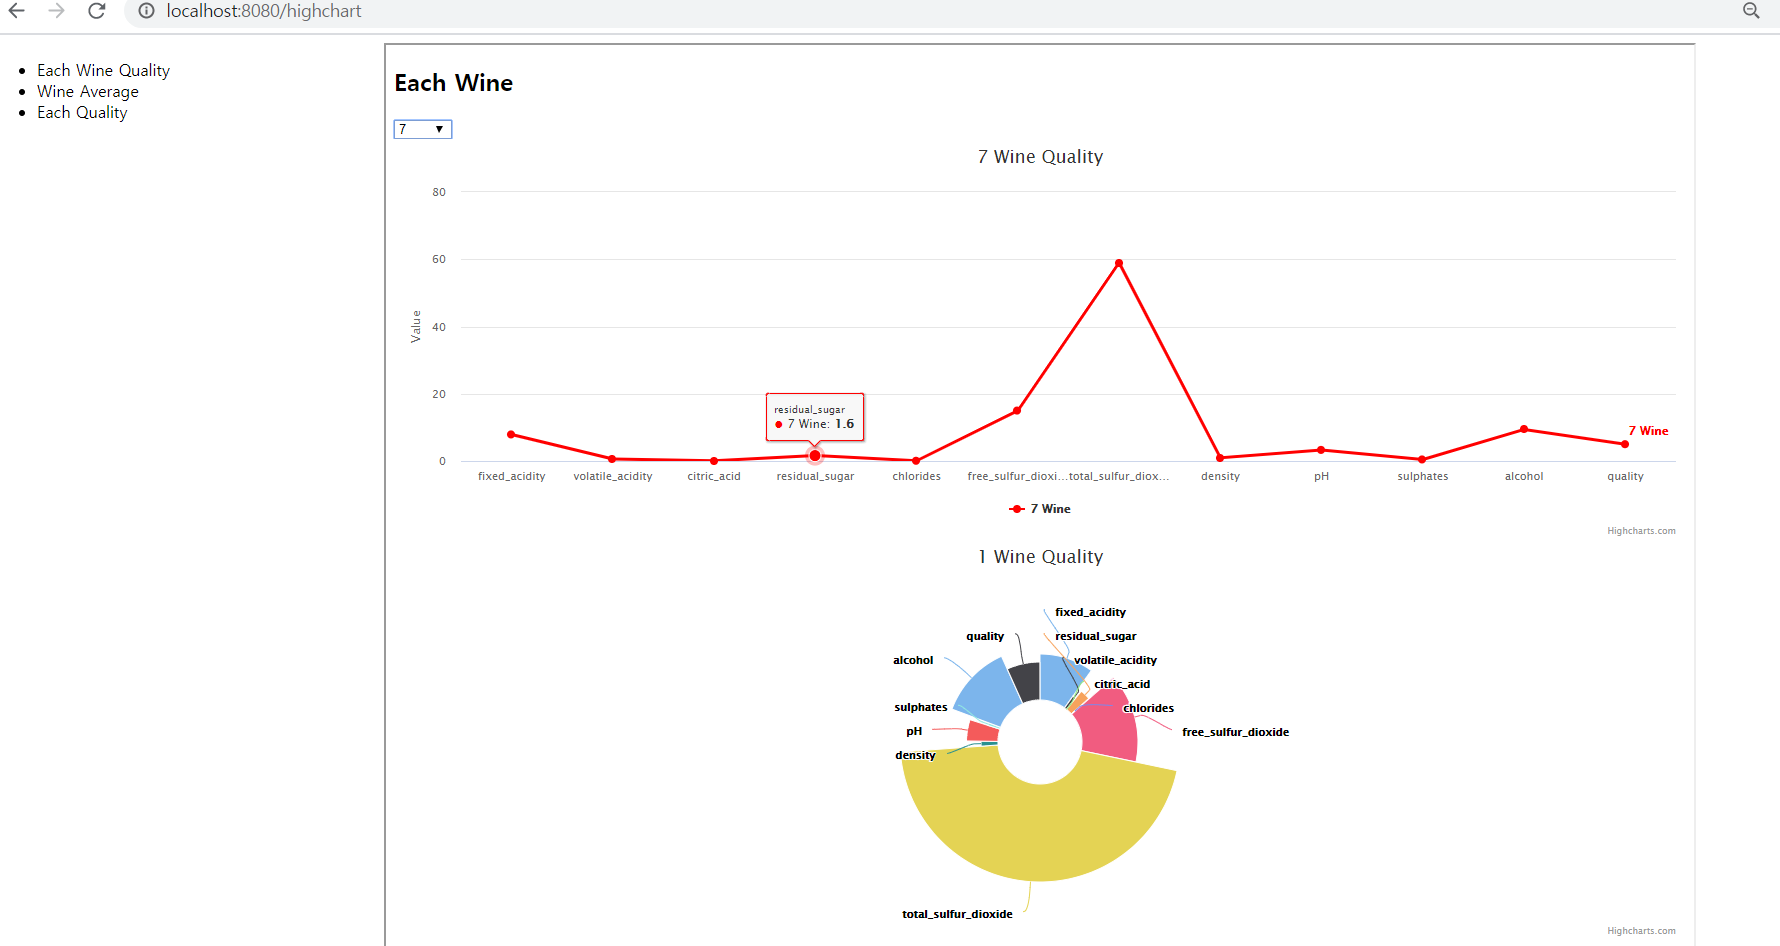 localhost:8080/highchart
Each Wine Quality
Wine Average
Each Quality
Each Wine
7
7 Wine Quality
80
60
40
20
0
Value
residual_sugar
7 Wine: 1.6
7 Wine
fixed_acidity
volatile_acidity
citric_acid
residual_sugar
chlorides
free_sulfur_dioxi...
total_sulfur_diox...
density
pH
sulphates
alcohol
quality
7 Wine
Highcharts.com
1 Wine Quality
fixed_acidity
quality
residual_sugar
alcohol
volatile_acidity
citric_acid
sulphates
chlorides
pH
free_sulfur_dioxide
density
total_sulfur_dioxide
Highcharts.com